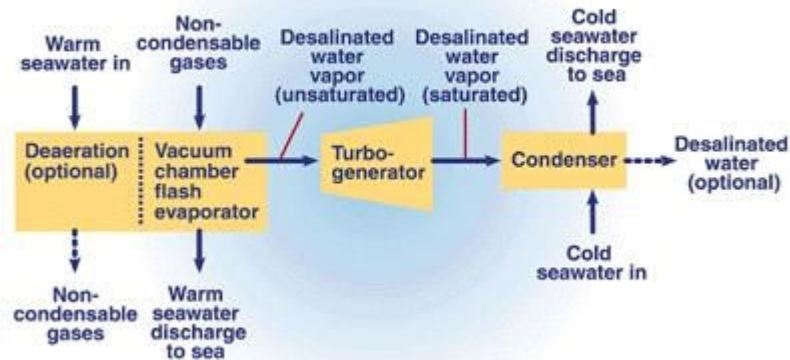 Warm
seawater in
Non-
condensable
gases
Desalinated
water
vapor
(unsaturated)
Desalinated
water
vapor
(saturated)
Cold
seawater
discharge
to sea
Deaeration
(optional)
Vacuum
chamber
flash
evaporator
Turbo-
generator
Condenser
Desalinated
water
(optional)
Non-
condensable
gases
Warm
seawater
discharge
to sea
Cold
seawater in